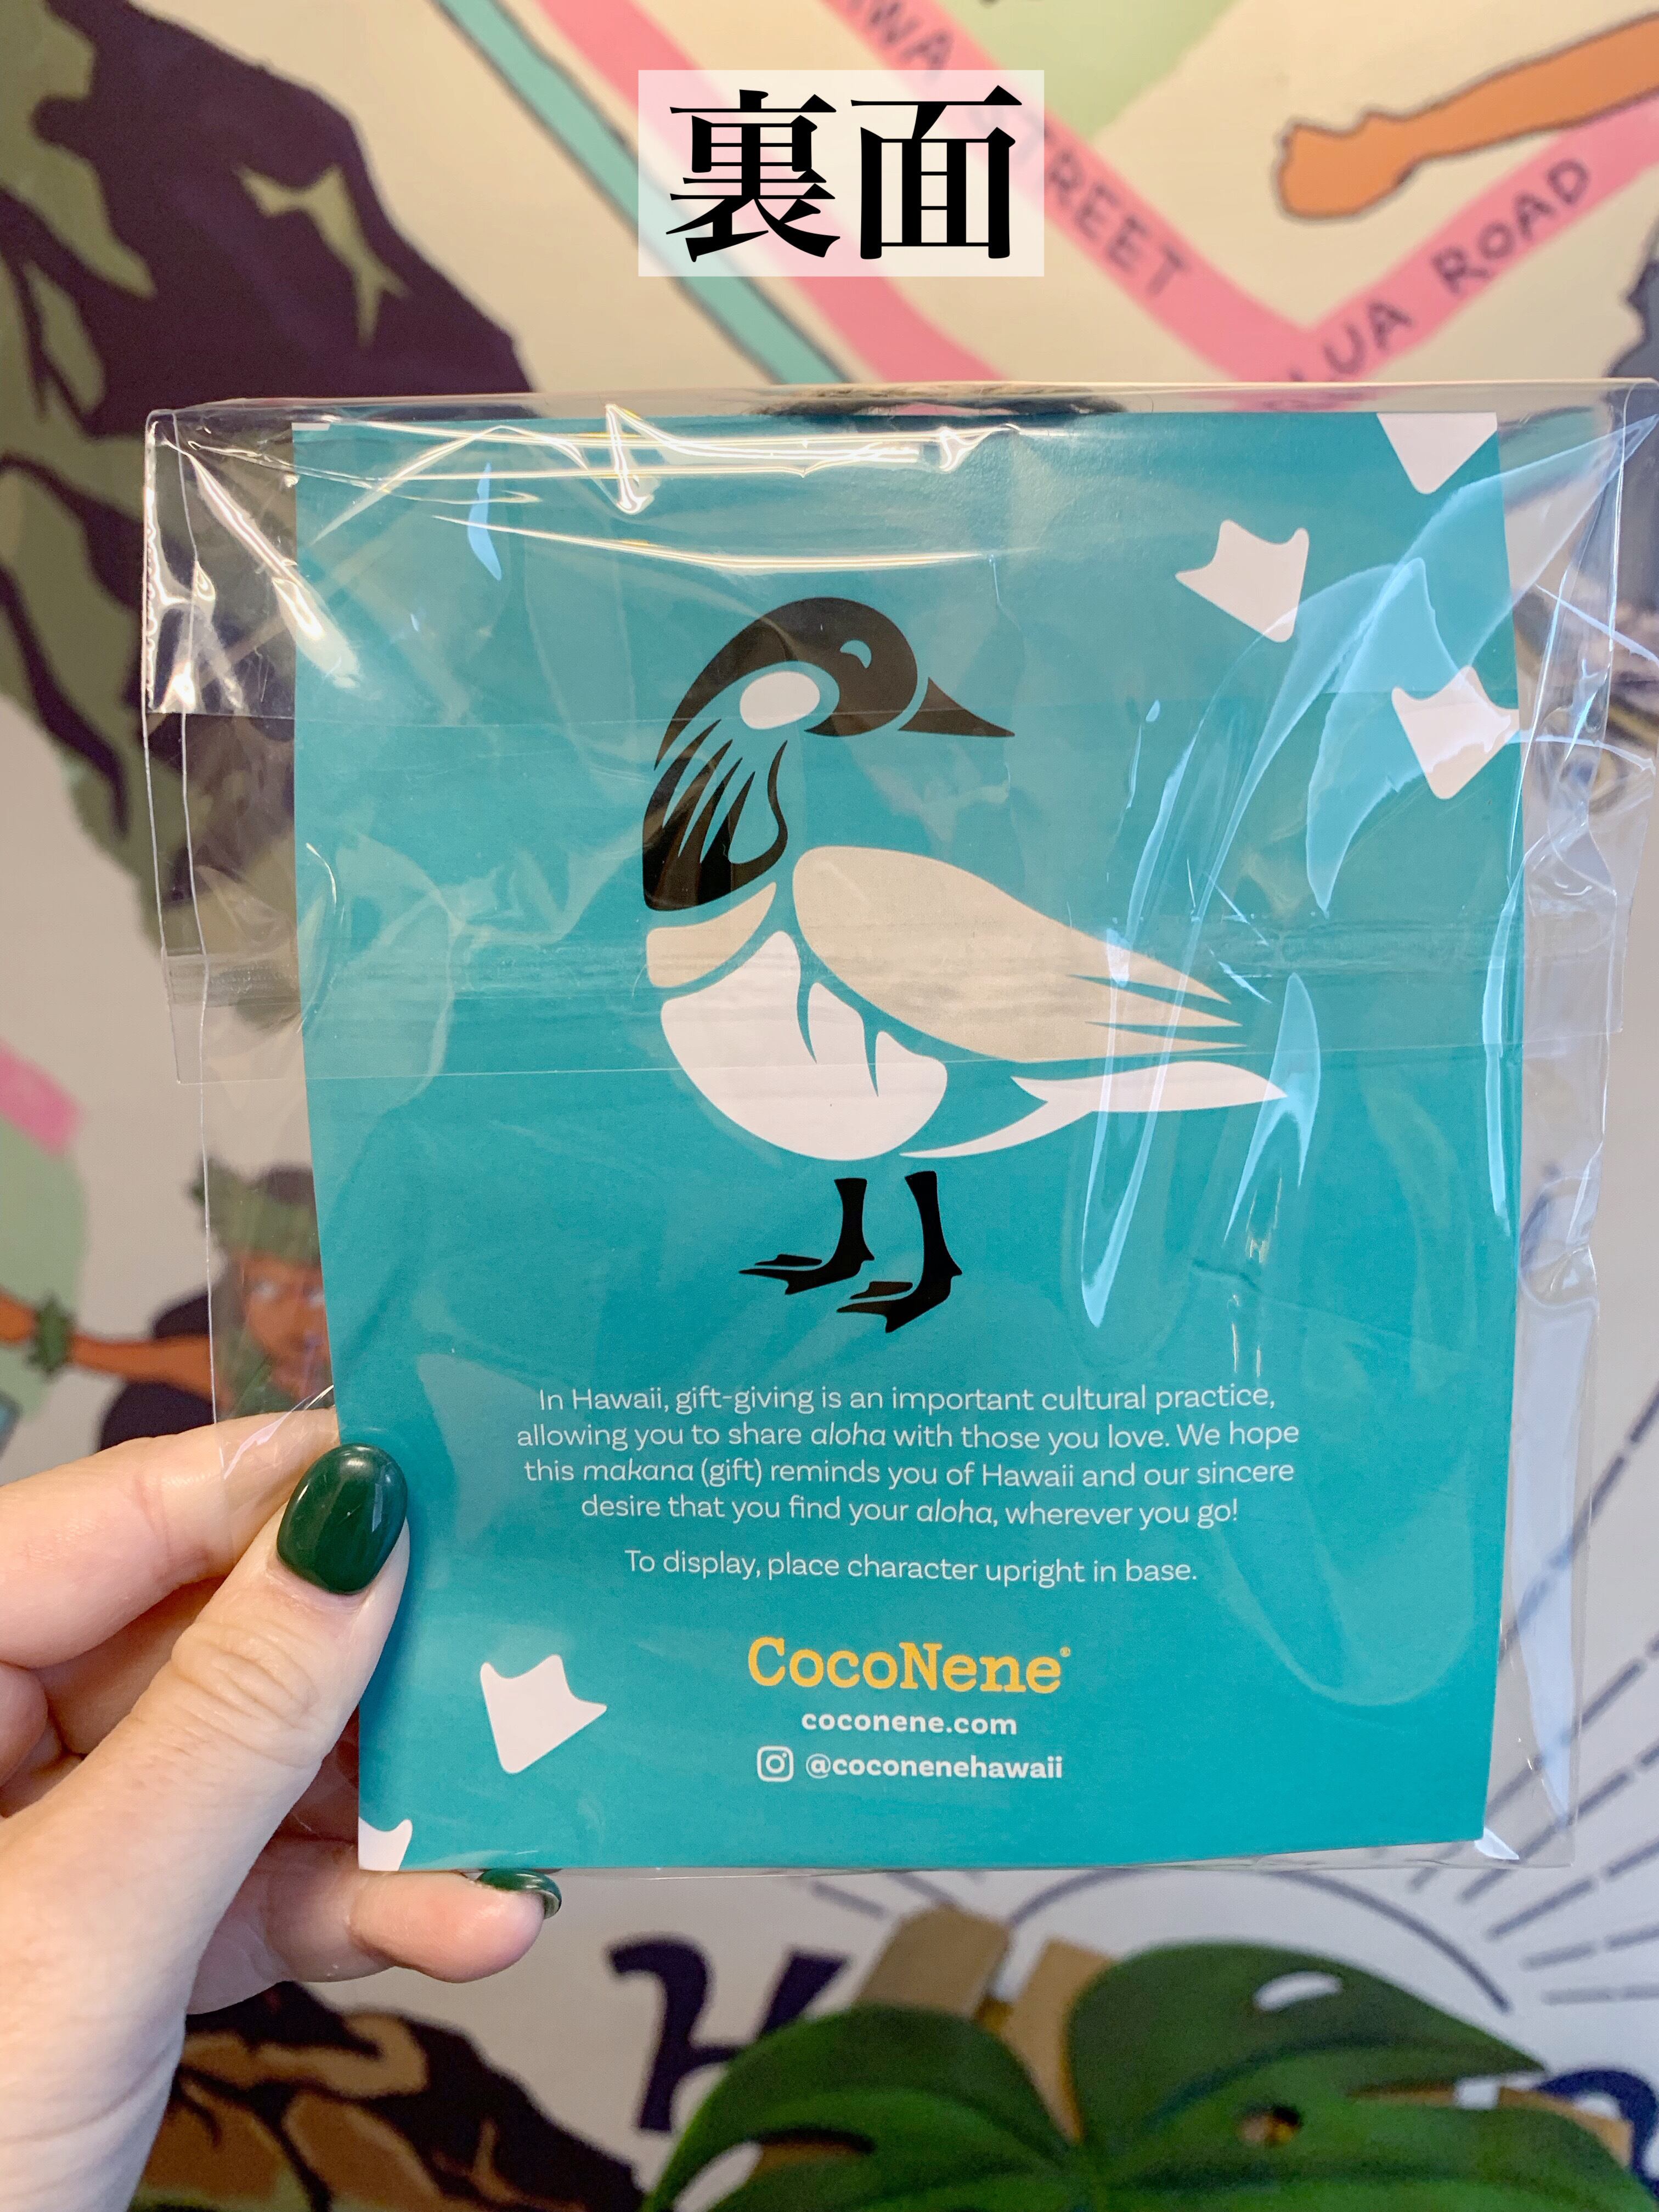 裏面
STREET
ROAD
In Hawaii, gift-giving is an important cultural practice,
allowing you to share aloha with those you love. We hope
this makana (gift) reminds you of Hawaii and our sincere
desire that you find your aloha, wherever you go!
To display, place character upright in base.
CocoNene®
coconene.com
@coconenehawaii